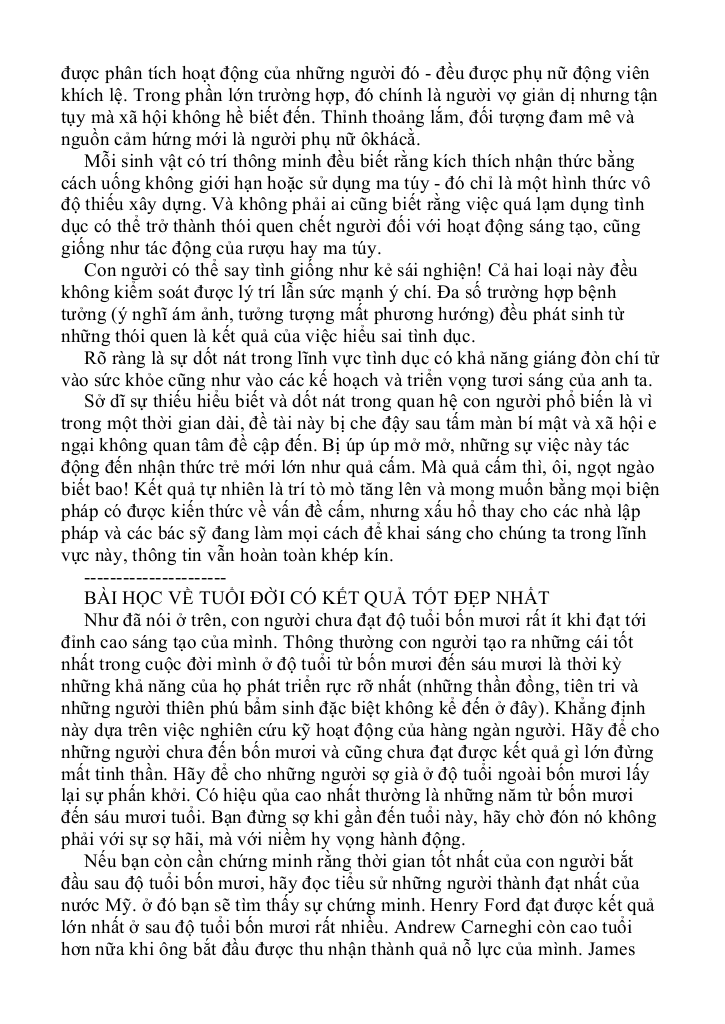 được phân tích hoạt động của những người đó - đều được phụ nữ động viên
khích lệ. Trong phần lớn trường hợp, đó chính là người vợ giản dị nhưng tận
tụy mà xã hội không hề biết đến. Thỉnh thoảng lắm, đối tượng đam mê và
nguồn cảm hứng mới là người phụ nữ ôkhácằ.
Mỗi sinh vật có trí thông minh đều biết rằng kích thích nhận thức bằng
cách uống không giới hạn hoặc sử dụng ma túy - đó chỉ là một hình thức vô
độ thiếu xây dựng. Và không phải ai cũng biết rằng việc quá lạm dụng tình
dục có thể trở thành thói quen chết người đối với hoạt động sáng tạo, cũng
giống như tác động của rượu hay ma túy.
Con người có thể say tình giống như kẻ sái nghiện! Cả hai loại này đều
không kiểm soát được lý trí lẫn sức mạnh ý chí. Đa số trường hợp bệnh
tưởng (ý nghĩ ám ảnh, tưởng tượng mất phương hướng) đều phát sinh từ
những thói quen là kết quả của việc hiểu sai tình dục.
Rõ ràng là sự dốt nát trong lĩnh vực tình dục có khả năng giáng đòn chí tử
vào sức khỏe cũng như vào các kế hoạch và triển vọng tươi sáng của anh ta.
Sở dĩ sự thiếu hiểu biết và dốt nát trong quan hệ con người phổ biến là vì
trong một thời gian dài, đề tài này bị che đậy sau tấm màn bí mật và xã hội e
ngại không quan tâm đề cập đến. Bị úp úp mở mở, những sự việc này tác
động đến nhận thức trẻ mới lớn như quả cấm. Mà quả cấm thì, ôi, ngọt ngào
biết bao! Kết quả tự nhiên là trí tò mò tăng lên và mong muốn bằng mọi biện
pháp có được kiến thức về vấn đề cấm, nhưng xấu hổ thay cho các nhà lập
pháp và các bác sỹ đang làm mọi cách để khai sáng cho chúng ta trong lĩnh
vực này, thông tin vẫn hoàn toàn khép kín.
----------------------
BÀI HỌC VỀ TUỔI ĐỜI CÓ KẾT QUẢ TỐT ĐẸP NHẤT
Như đã nói ở trên, con người chưa đạt độ tuổi bốn mươi rất ít khi đạt tới
đỉnh cao sáng tạo của mình. Thông thường con người tạo ra những cái tốt
nhất trong cuộc đời mình ở độ tuổi từ bốn mươi đến sáu mươi là thời kỳ
những khả năng của họ phát triển rực rỡ nhất (những thần đồng, tiên tri và
những người thiên phú bẩm sinh đặc biệt không kể đến ở đây). Khẳng định
này dựa trên việc nghiên cứu kỹ hoạt động của hàng ngàn người. Hãy để cho
những người chưa đến bốn mươi và cũng chưa đạt được kết quả gì lớn đừng
mất tinh thần. Hãy để cho những người sợ già ở độ tuổi ngoài bốn mươi lấy
lại sự phấn khởi. Có hiệu qủa cao nhất thường là những năm từ bốn mươi
đến sáu mươi tuổi. Bạn đừng sợ khi gần đến tuổi này, hãy chờ đón nó không
phải với sự sợ hãi, mà với niềm hy vọng hành động.
Nếu bạn còn cần chứng minh rằng thời gian tốt nhất của con người bắt
đầu sau độ tuổi bốn mươi, hãy đọc tiểu sử những người thành đạt nhất của
nước Mỹ. ở đó bạn sẽ tìm thấy sự chứng minh. Henry Ford đạt được kết quả
lớn nhất ở sau độ tuổi bốn mươi rất nhiều. Andrew Carneghi còn cao tuổi
hơn nữa khi ông bắt đầu được thu nhận thành quả nỗ lực của mình. James